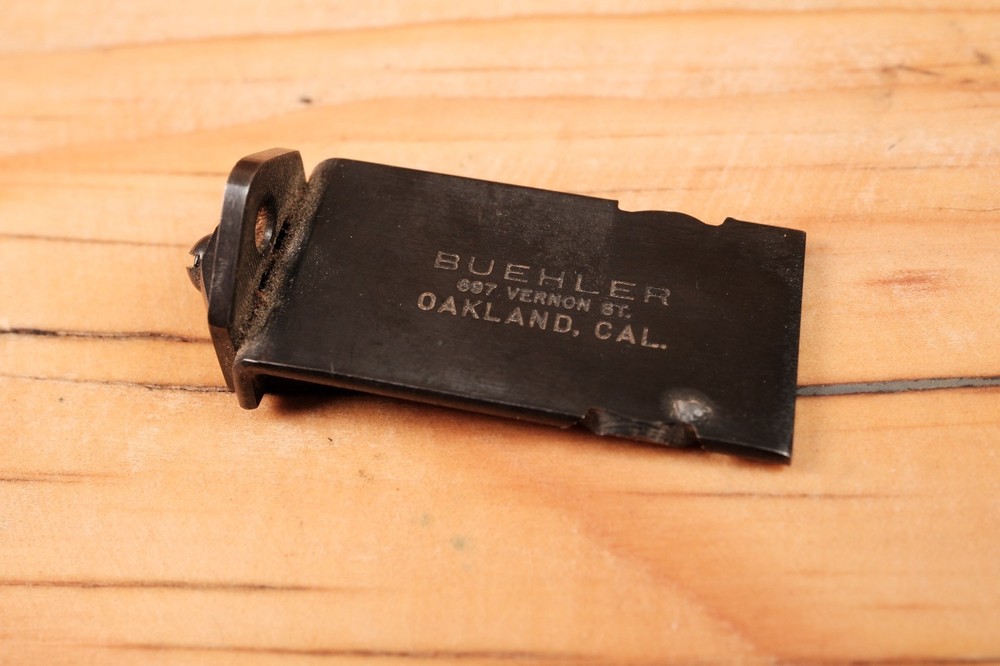 BUEHLER
697 VERNON ST.
OAKLAND, CAL.